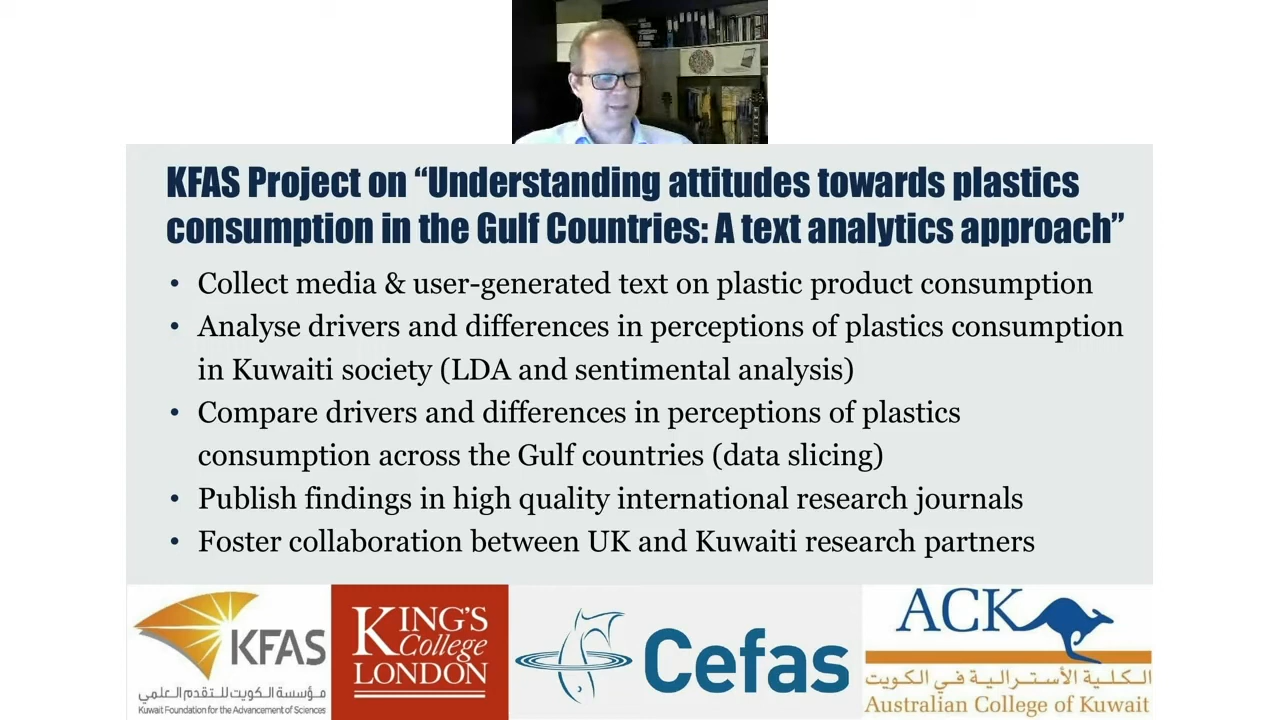 KFAS Project on “Understanding attitudes towards plastics
consumption in the Gulf Countries: A text analytics approach”
• Collect media & user-generated text on plastic product consumption
• Analyse drivers and differences in perceptions of plastics consumption
in Kuwaiti society (LDA and sentimental analysis)
• Compare drivers and differences in perceptions of plastics
consumption across the Gulf countries (data slicing)
• Publish findings in high quality international research journals
• Foster collaboration between UK and Kuwaiti research partners
KFAS
مؤسسة الكويت للتقدم العلمي
Kuwait Foundation for the Advancement of Sciences
KING'S
College
LONDON
Cefas
ACK
الكلية الأسترالية في الكويت
Australian College of Kuwait